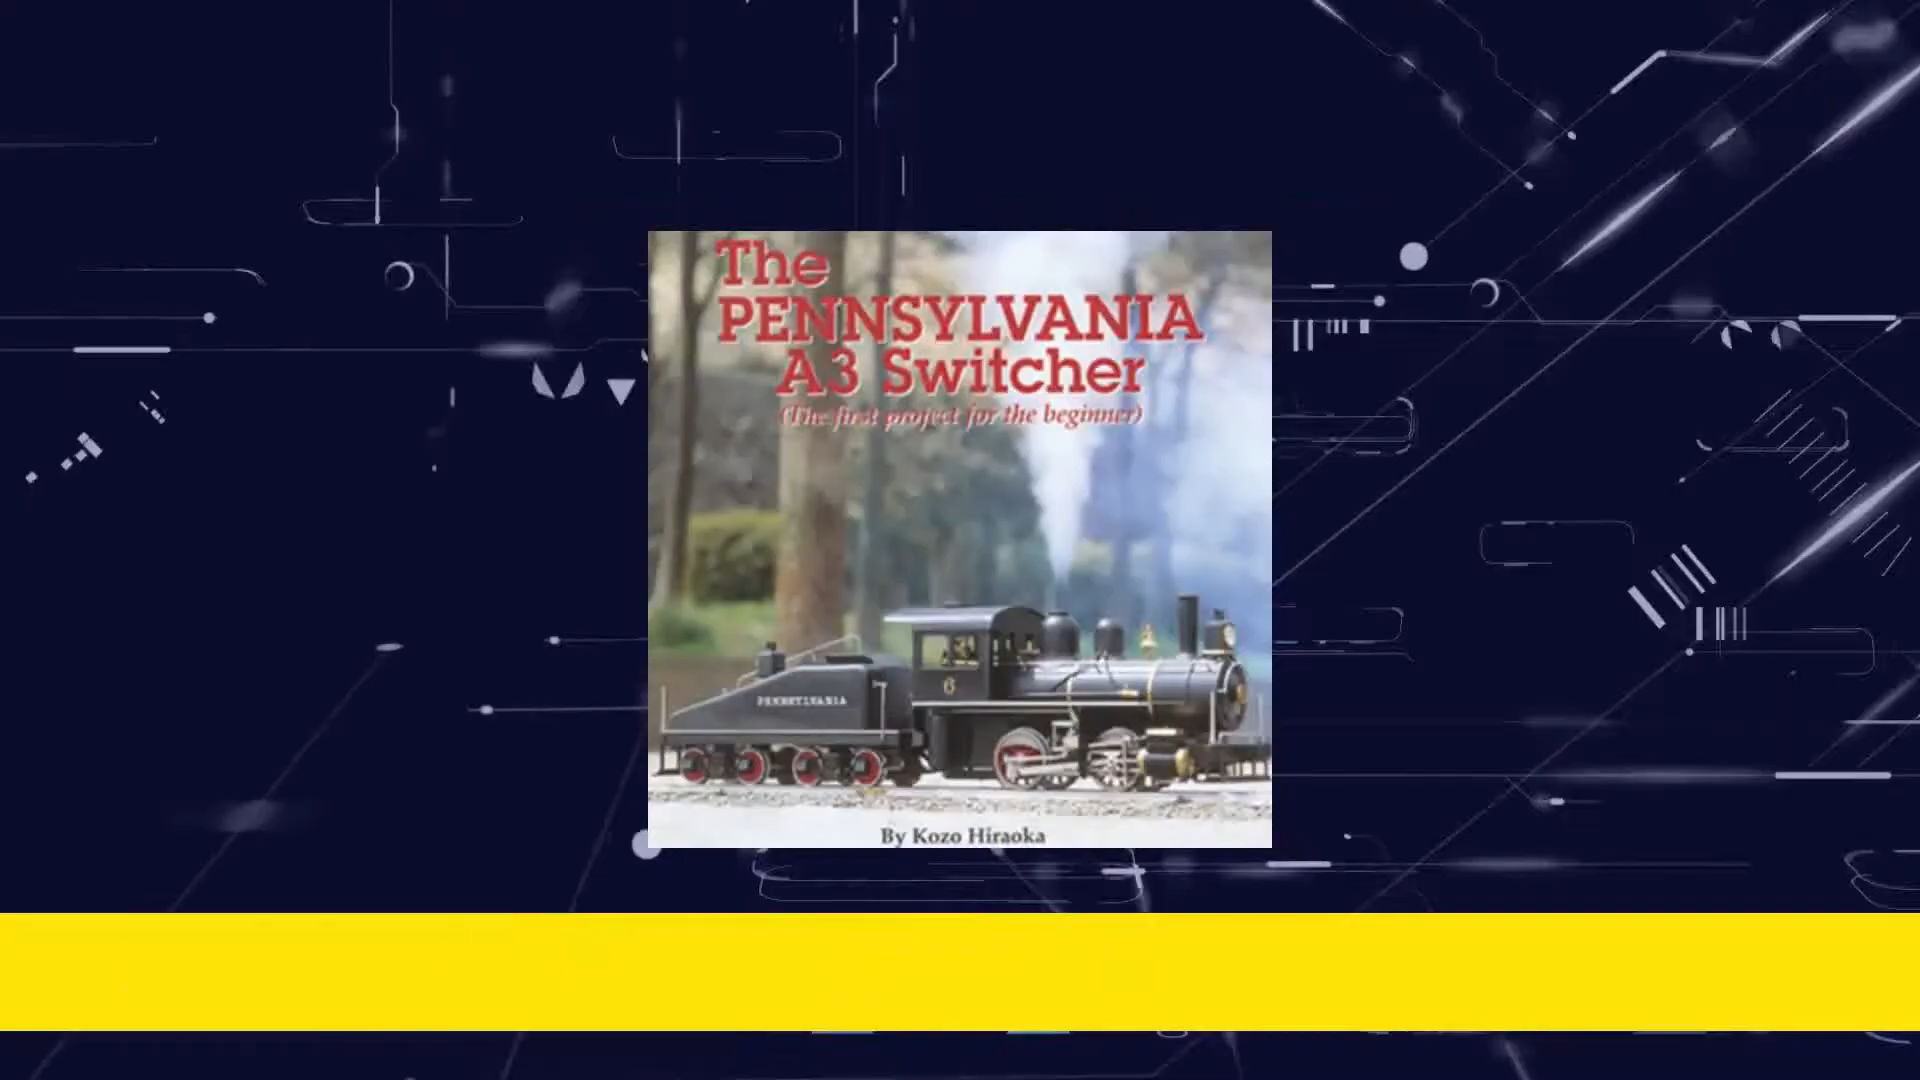 The
PENNSYLVANIA
A3 Switcher
(The first project for the beginner)
6
PENNSYLVANIA
By Kozo Hiraoka